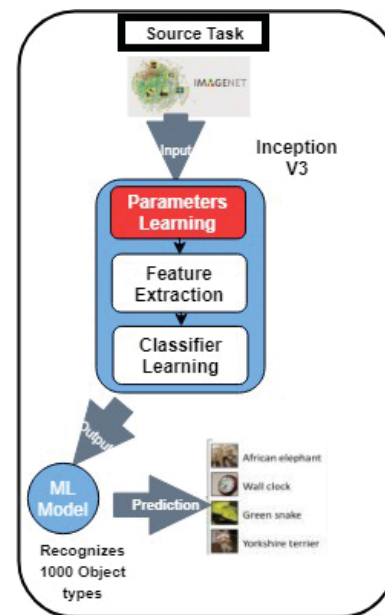 Source Task
IMAGENET
Input
Inception
V3
Parameters
Learning
Feature
Extraction
Classifier
Learning
Output
ML
Model
Prediction
African elephant
Wall clock
Green snake
Yorkshire terrier
Recognizes
1000 Object
types